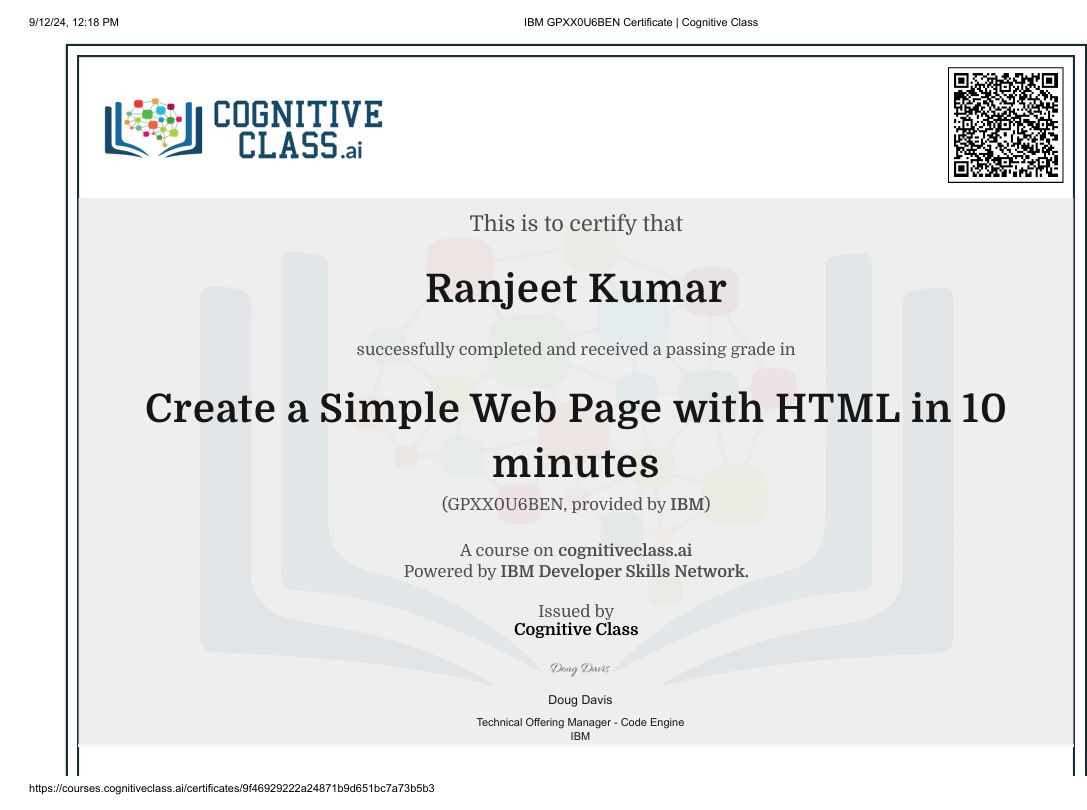 9/12/24, 12:18 PM
IBM GPXX0U6BEN Certificate | Cognitive Class
COGNITIVE
CLASS.ai
This is to certify that
Ranjeet Kumar
successfully completed and received a passing grade in
Create a Simple Web Page with HTML in 10
minutes
(GPXX0U6BEN, provided by IBM)
A course on cognitiveclass.ai
Powered by IBM Developer Skills Network.
Issued by
Cognitive Class
Doug Davis
Doug Davis
Technical Offering Manager - Code Engine
IBM
https://courses.cognitiveclass.ai/certificates/9f46929222a24871b9d651bc7a73b5b3